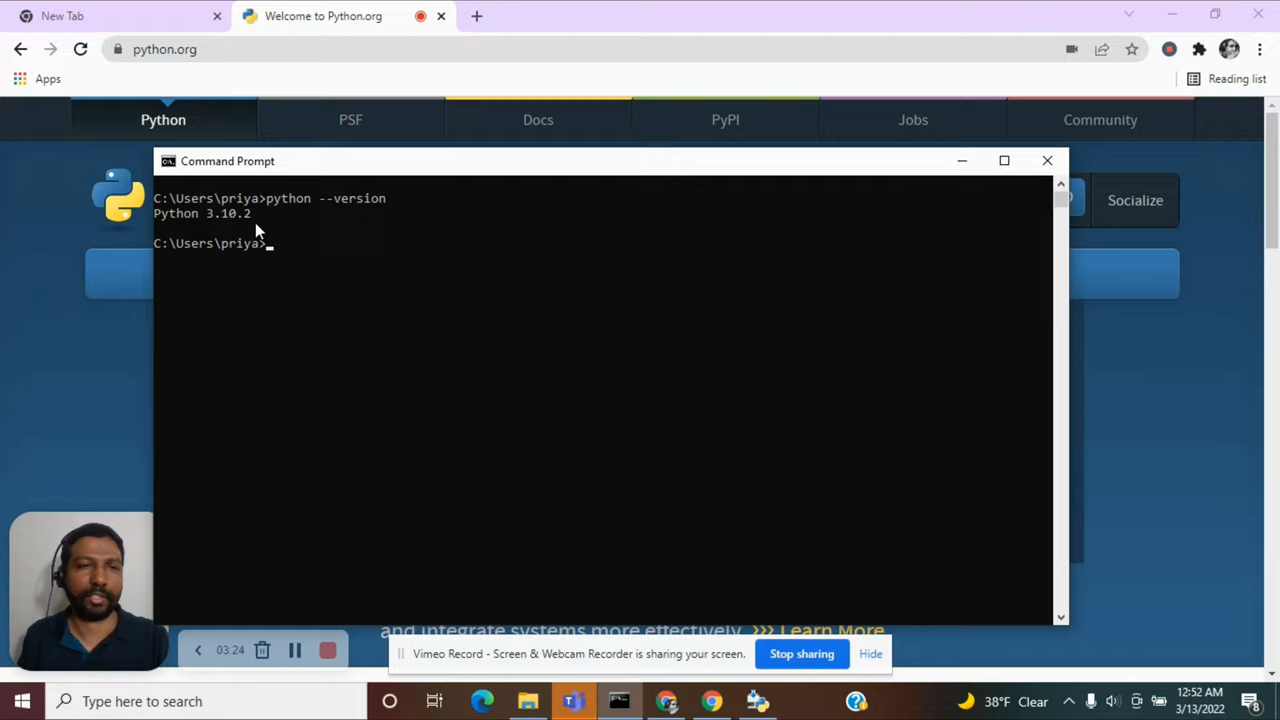 New Tab
Welcome to Python.org
python.org
Apps
Reading list
Python
PSF
Docs
PyPI
Jobs
Community
Command Prompt
Socialize
C:\Users\priya>python --version
Python 3.10.2
C:\Users\priya>
and integrate systems more effectively. >>> Learn More
03:24
Vimeo Record - Screen & Webcam Recorder is sharing your screen.
Stop sharing
Hide
Type here to search
38°F Clear
12:52 AM
3/13/2022
8